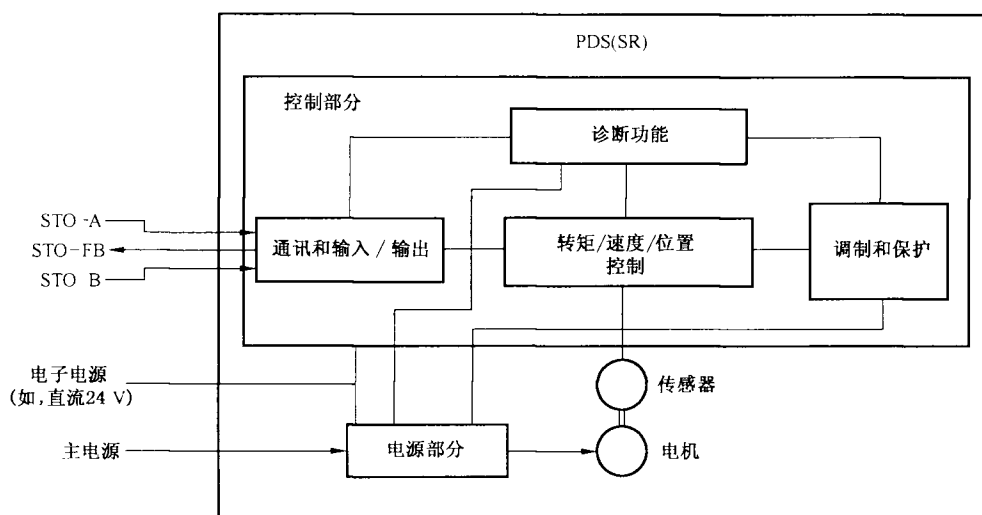 PDS(SR)
控制部分
诊断功能
STO-A
STO-FB
STO B
通讯和输入/输出
转矩/速度/位置
控制
调制和保护
电子电源
(如,直流24 V)
传感器
主电源
电源部分
电机